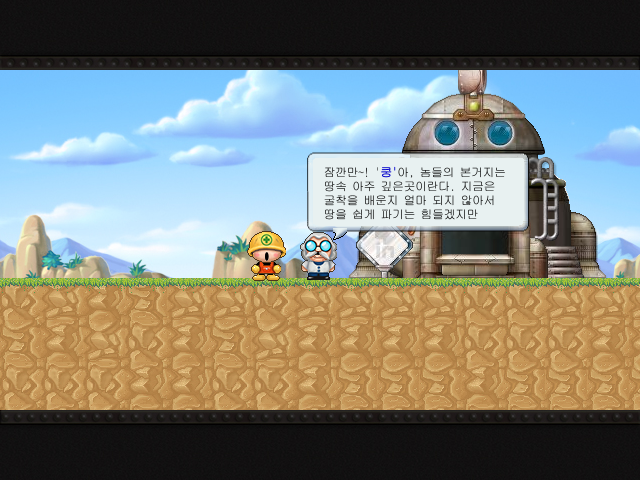 잠깐만~! '쿵'아, 놈들의 본거지는
땅속 아주 깊은곳이란다. 지금은
굴착을 배운지 얼마 되지 않아서
땅을 쉽게 파기는 힘들겠지만